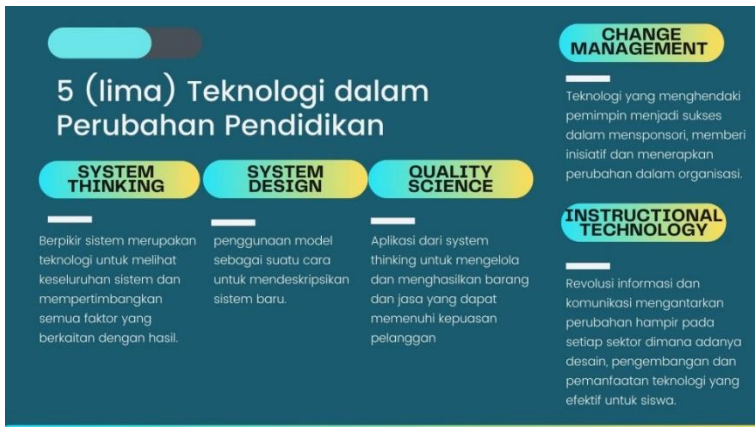 5 (lima) Teknologi dalam
Perubahan Pendidikan
SYSTEM
THINKING
Berpikir sistem merupakan
teknologi untuk melihat
keseluruhan sistem dan
mempertimbangkan
semua faktor yang
berkaitan dengan hasil.
SYSTEM
DESIGN
penggunaan model
sebagai suatu cara
untuk mendeskripsikan
sistem baru.
QUALITY
SCIENCE
Aplikasi dari system
thinking untuk mengelola
dan menghasilkan barang
dan jasa yang dapat
memenuhi kepuasan
pelanggan
CHANGE
MANAGEMENT
Teknologi yang menghendaki
pemimpin menjadi sukses
dalam mensponsori, memberi
inisiatif dan menerapkan
perubahan dalam organisasi.
INSTRUCTIONAL
TECHNOLOGY
Revolusi informasi dan
komunikasi mengantarkan
perubahan hampir pada
setiap sektor dimana adanya
desain, pengembangan dan
pemanfaatan teknologi yang
efektif untuk siswa.